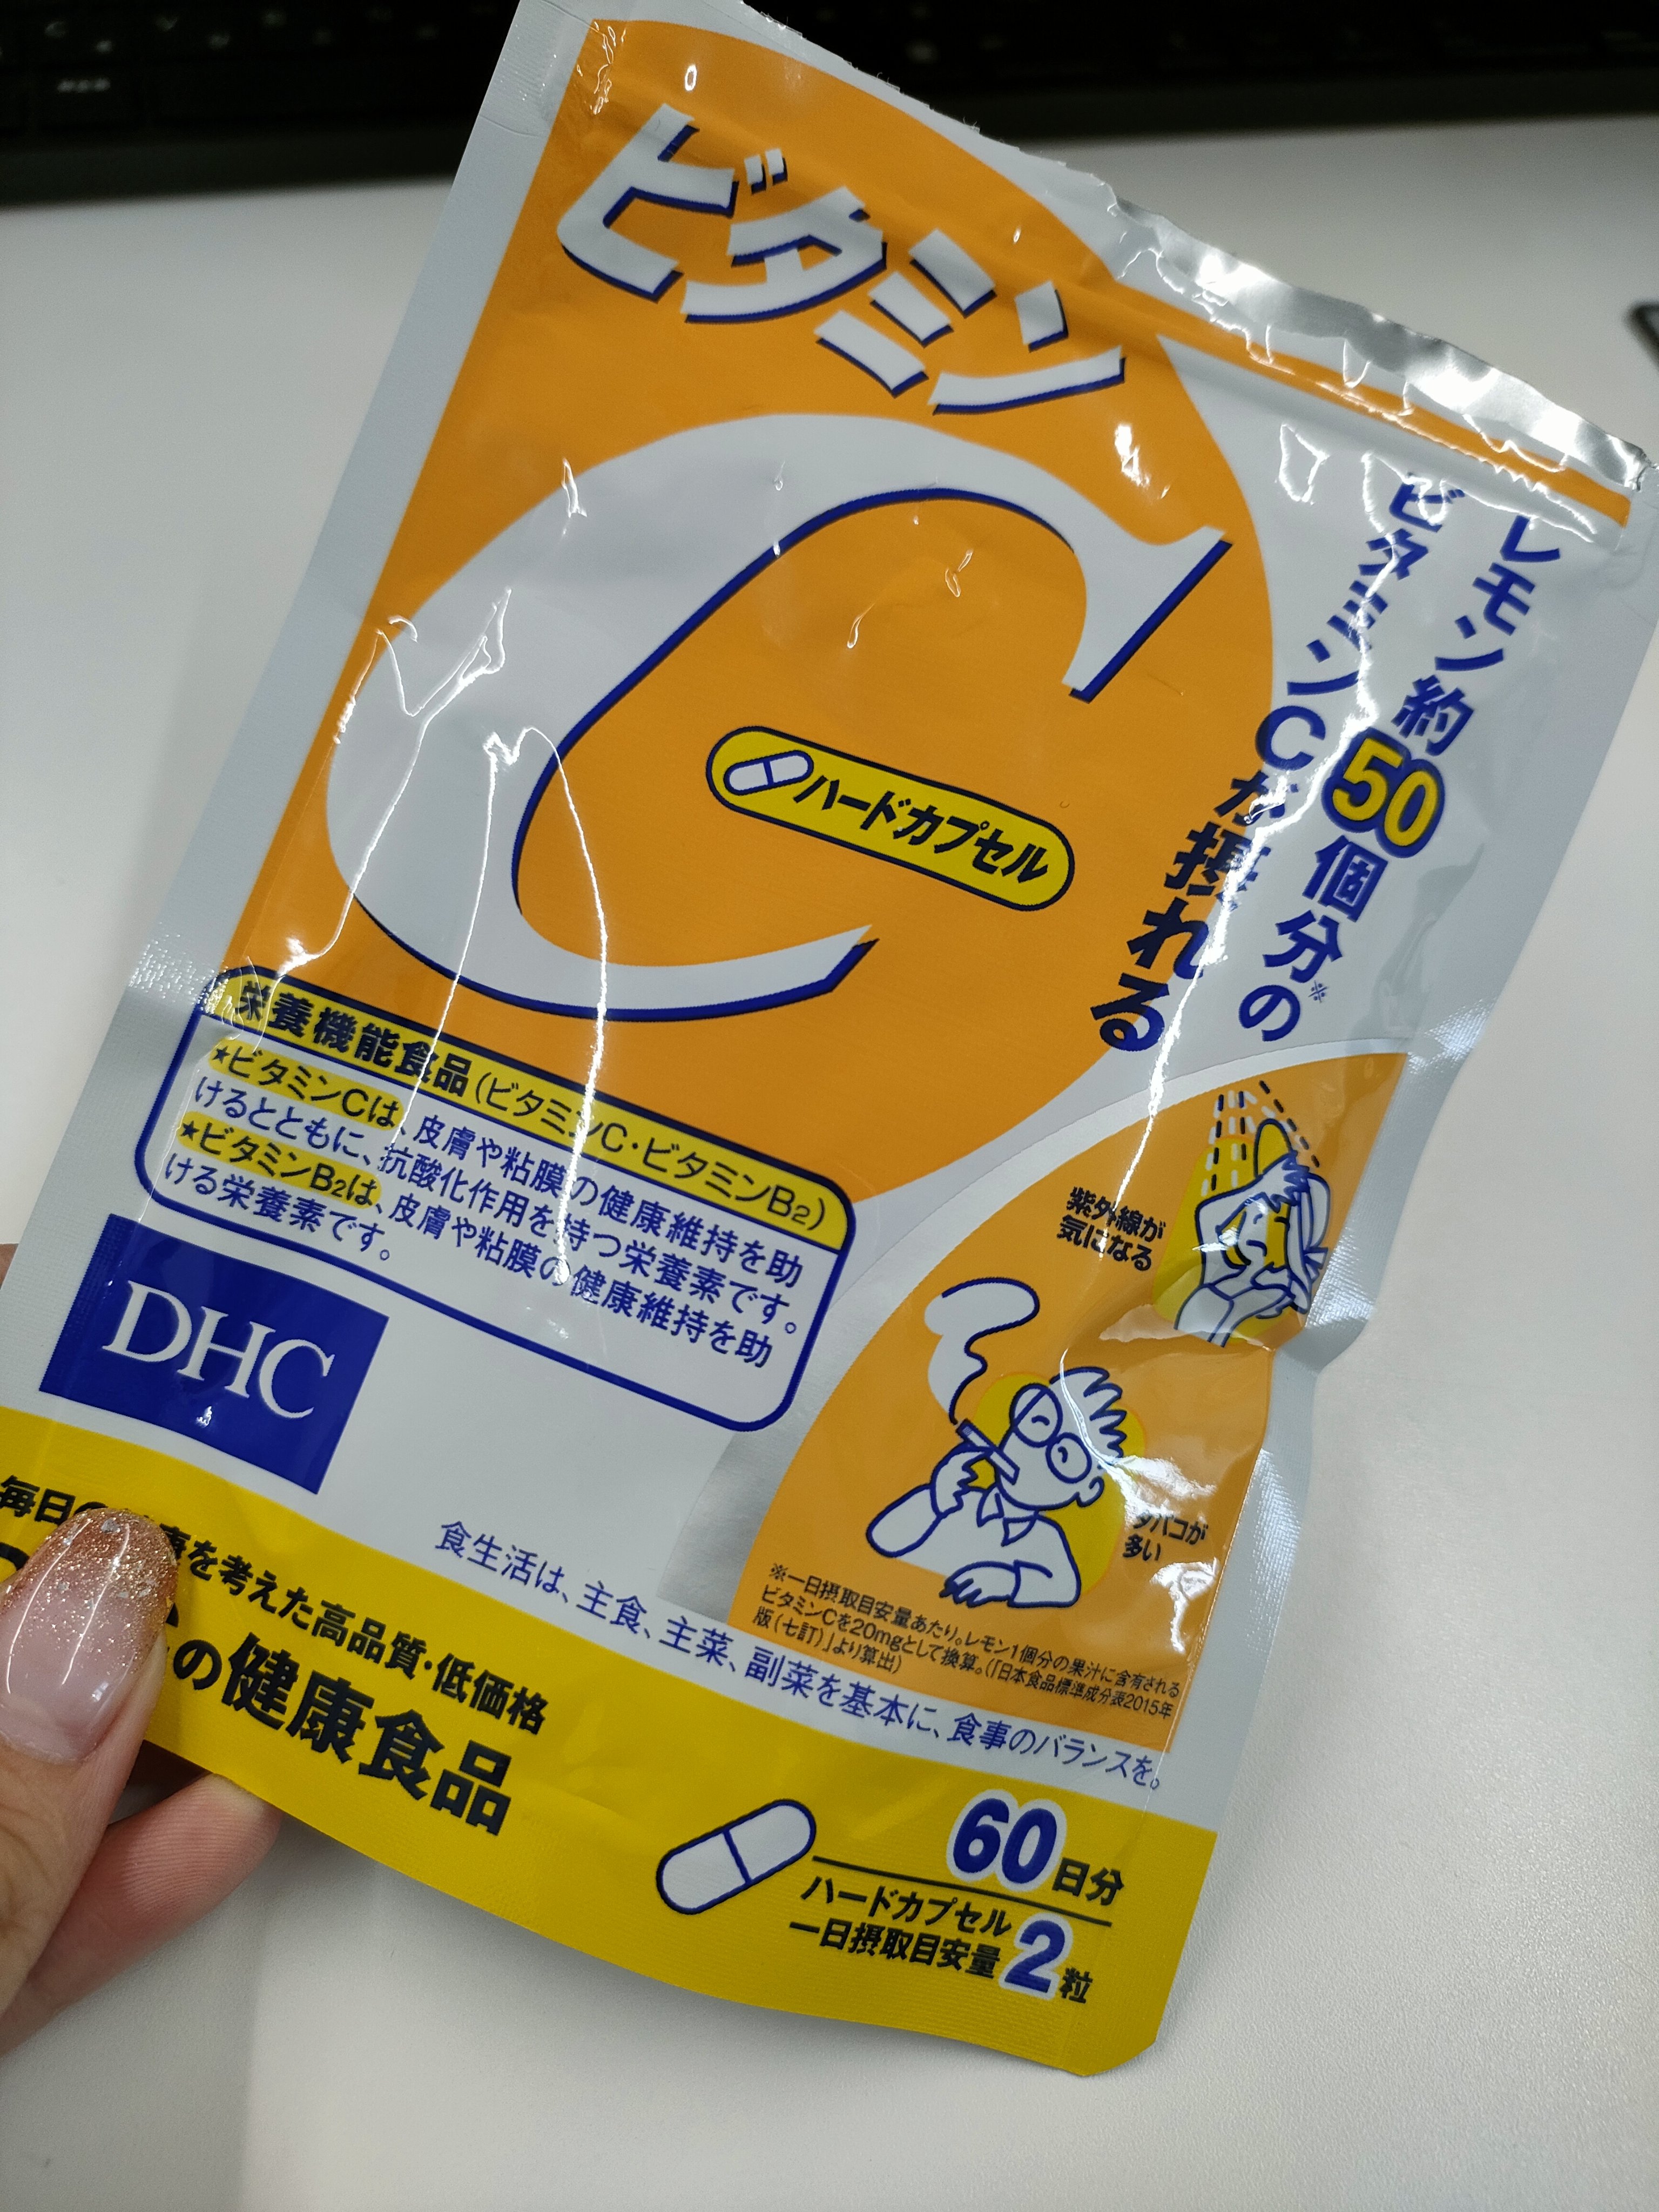 ビタミン
C
ハードカプセル
レモン約50個分の※
ビタミンCが摂れる
栄養機能食品(ビタミンC・ビタミンB2)
★ビタミンCは、皮膚や粘膜の健康維持を助
けるとともに、抗酸化作用を持つ栄養素です。
★ビタミンB2は、皮膚や粘膜の健康維持を助
ける栄養素です。
紫外線が
気になる
タバコが
多い
DHC
※一日摂取目安量あたり。レモン1個分の果汁に含有される
ビタミンCを20mgとして換算。(「日本食品標準成分表2015年
版(七訂)」より算出)
食生活は、主食、主菜、副菜を基本に、食事のバランスを。
毎日の を考えた高品質・低価格
の健康食品
60日分
ハードカプセル
一日摂取目安量2粒